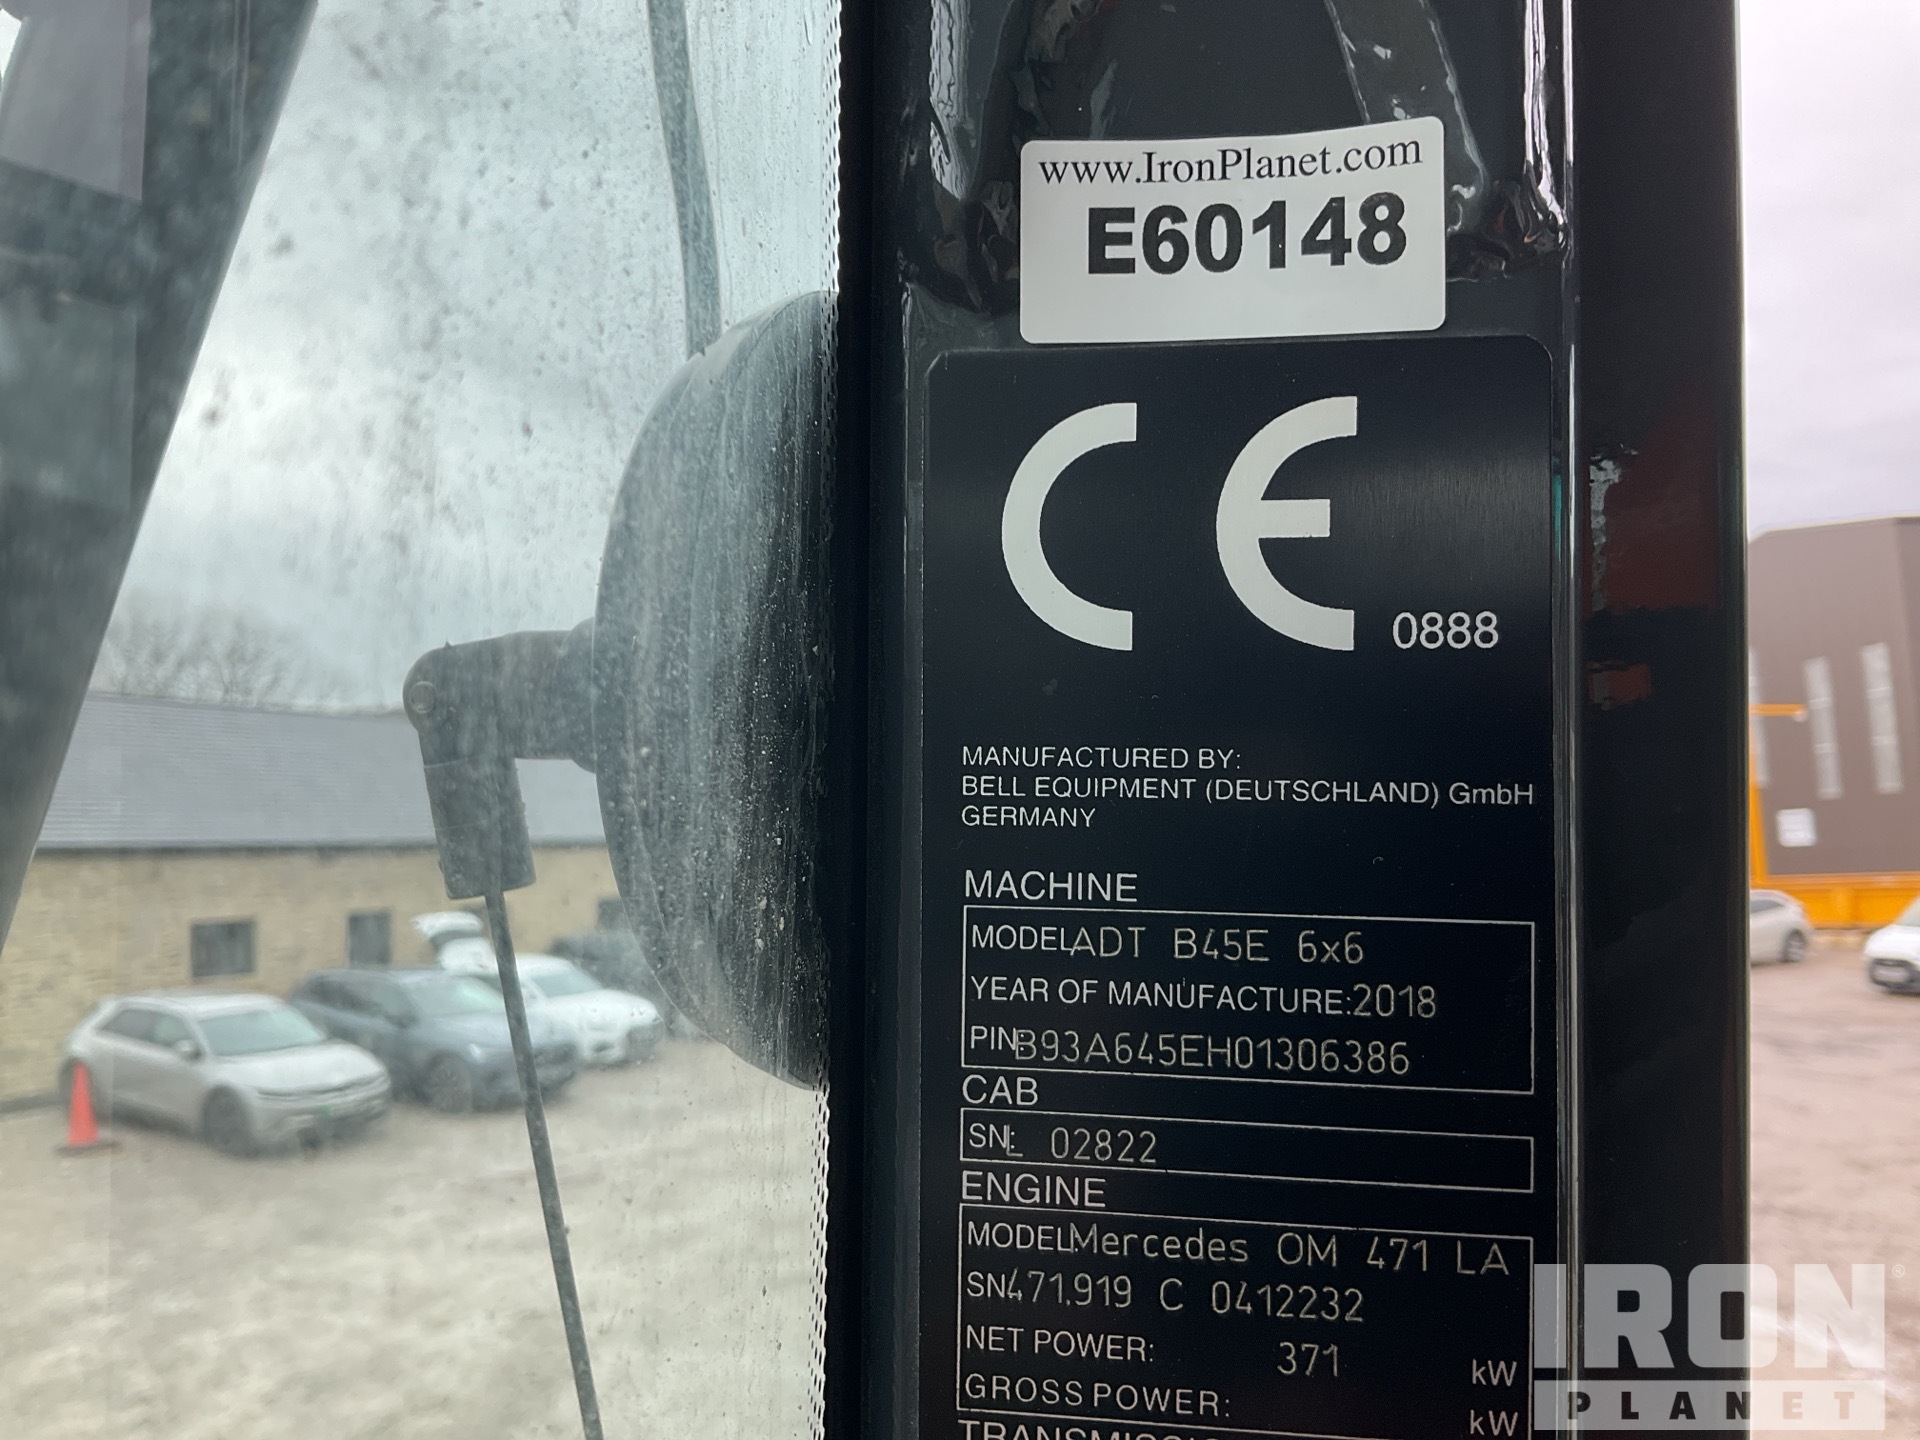 www.IronPlanet.com
E60148
CE 0888
MANUFACTURED BY:
BELL EQUIPMENT (DEUTSCHLAND) GmbH
GERMANY
MACHINE
MODEL ADT B45E 6x6
YEAR OF MANUFACTURE: 2018
PIN: B93A645EH01306386
CAB
SN: L 02822
ENGINE
MODEL Mercedes OM 471 LA
SN 471.919 C 0412232
NET POWER: 371 kW
GROSS POWER: kW
IRON ®
PLANET